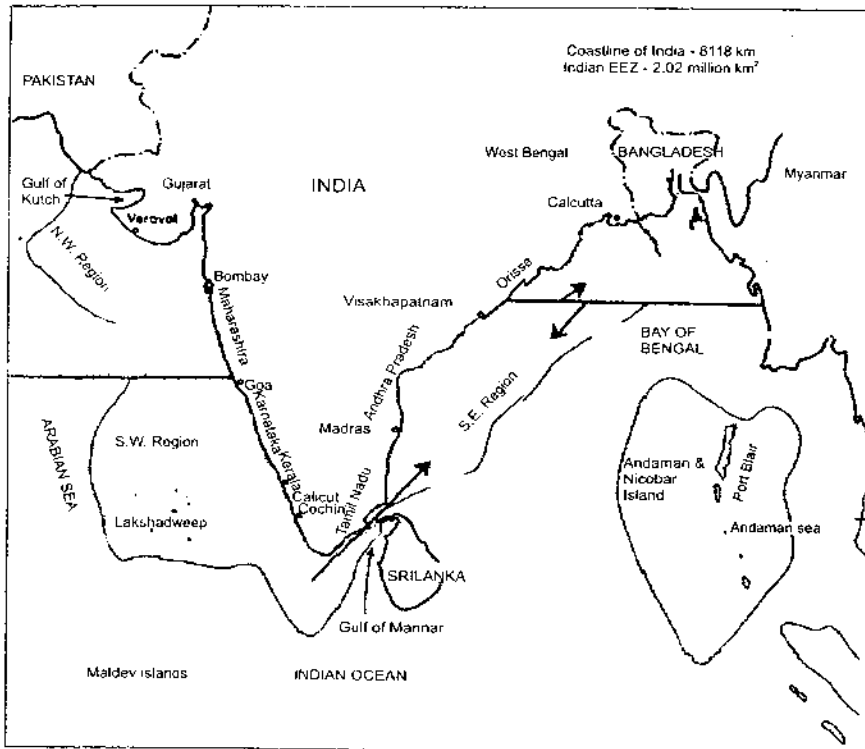 Coastline of India - 8118 km
Indian EEZ - 2.02 million km²
PAKISTAN
West Bengal
BANGLADESH
Myanmar
Gulf of
Kutch
Gujarat
INDIA
Veraval
Calcutta
N.W. Region
Bombay
Orissa
Visakhapatnam
Maharashtra
BAY OF
BENGAL
Andhra Pradesh
S.E. Region
Goa
Karnataka
ARABIAN SEA
S.W. Region
Madras
Kerala
Andaman &
Nicobar
Island
Port Blair
Calicut
Cochin
Tamil Nadu
Lakshadweep
Andaman sea
SRILANKA
Gulf of Mannar
Maldev islands
INDIAN OCEAN